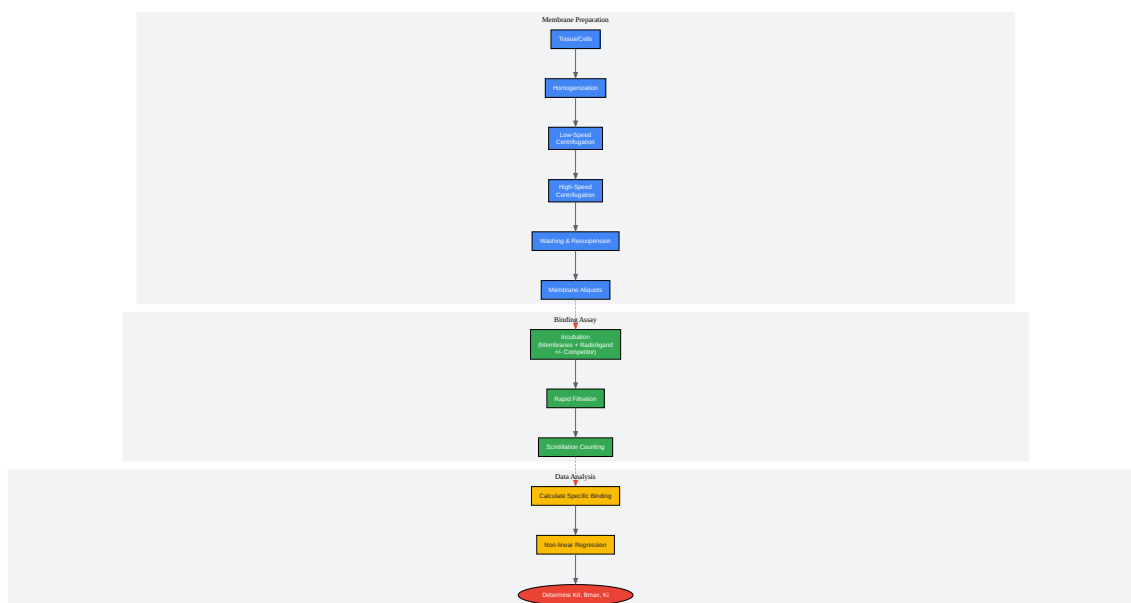 Membrane Preparation
Tissue/Cells
Homogenization
Low-Speed
Centrifugation
High-Speed
Centrifugation
Washing & Resuspension
Membrane Aliquots
Binding Assay
Incubation
(Membranes + Radioligand
+/- Competitor)
Rapid Filtration
Scintillation Counting
Data Analysis
Calculate Specific Binding
Non-linear Regression
Determine Kd, Bmax, Ki